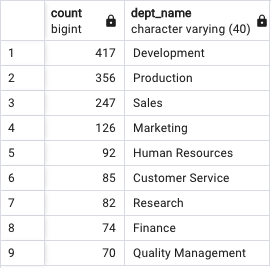 count dept_name
bigint character varying (40)
1 417 Development
2 356 Production
3 247 Sales
4 126 Marketing
5 92 Human Resources
6 85 Customer Service
7 82 Research
8 74 Finance
9 70 Quality Management